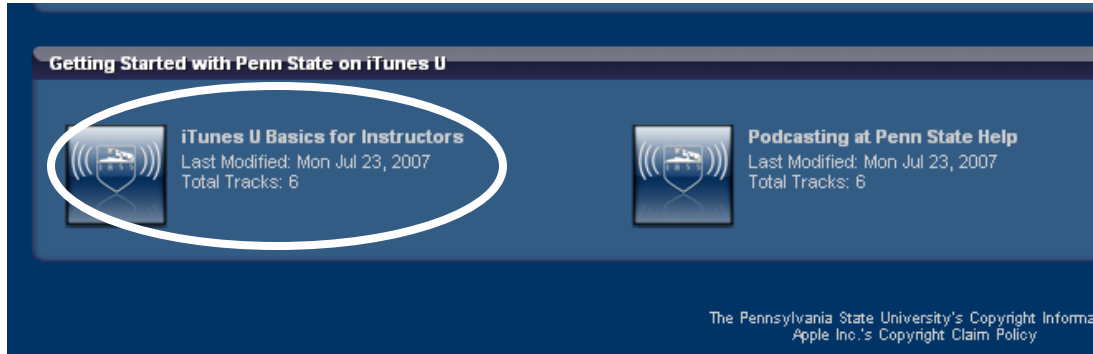 Getting Started with Penn State on iTunes U
iTunes U Basics for Instructors
Last Modified: Mon Jul 23, 2007
Total Tracks: 6
Podcasting at Penn State Help
Last Modified: Mon Jul 23, 2007
Total Tracks: 6
The Pennsylvania State University's Copyright Informa
Apple Inc.'s Copyright Claim Policy